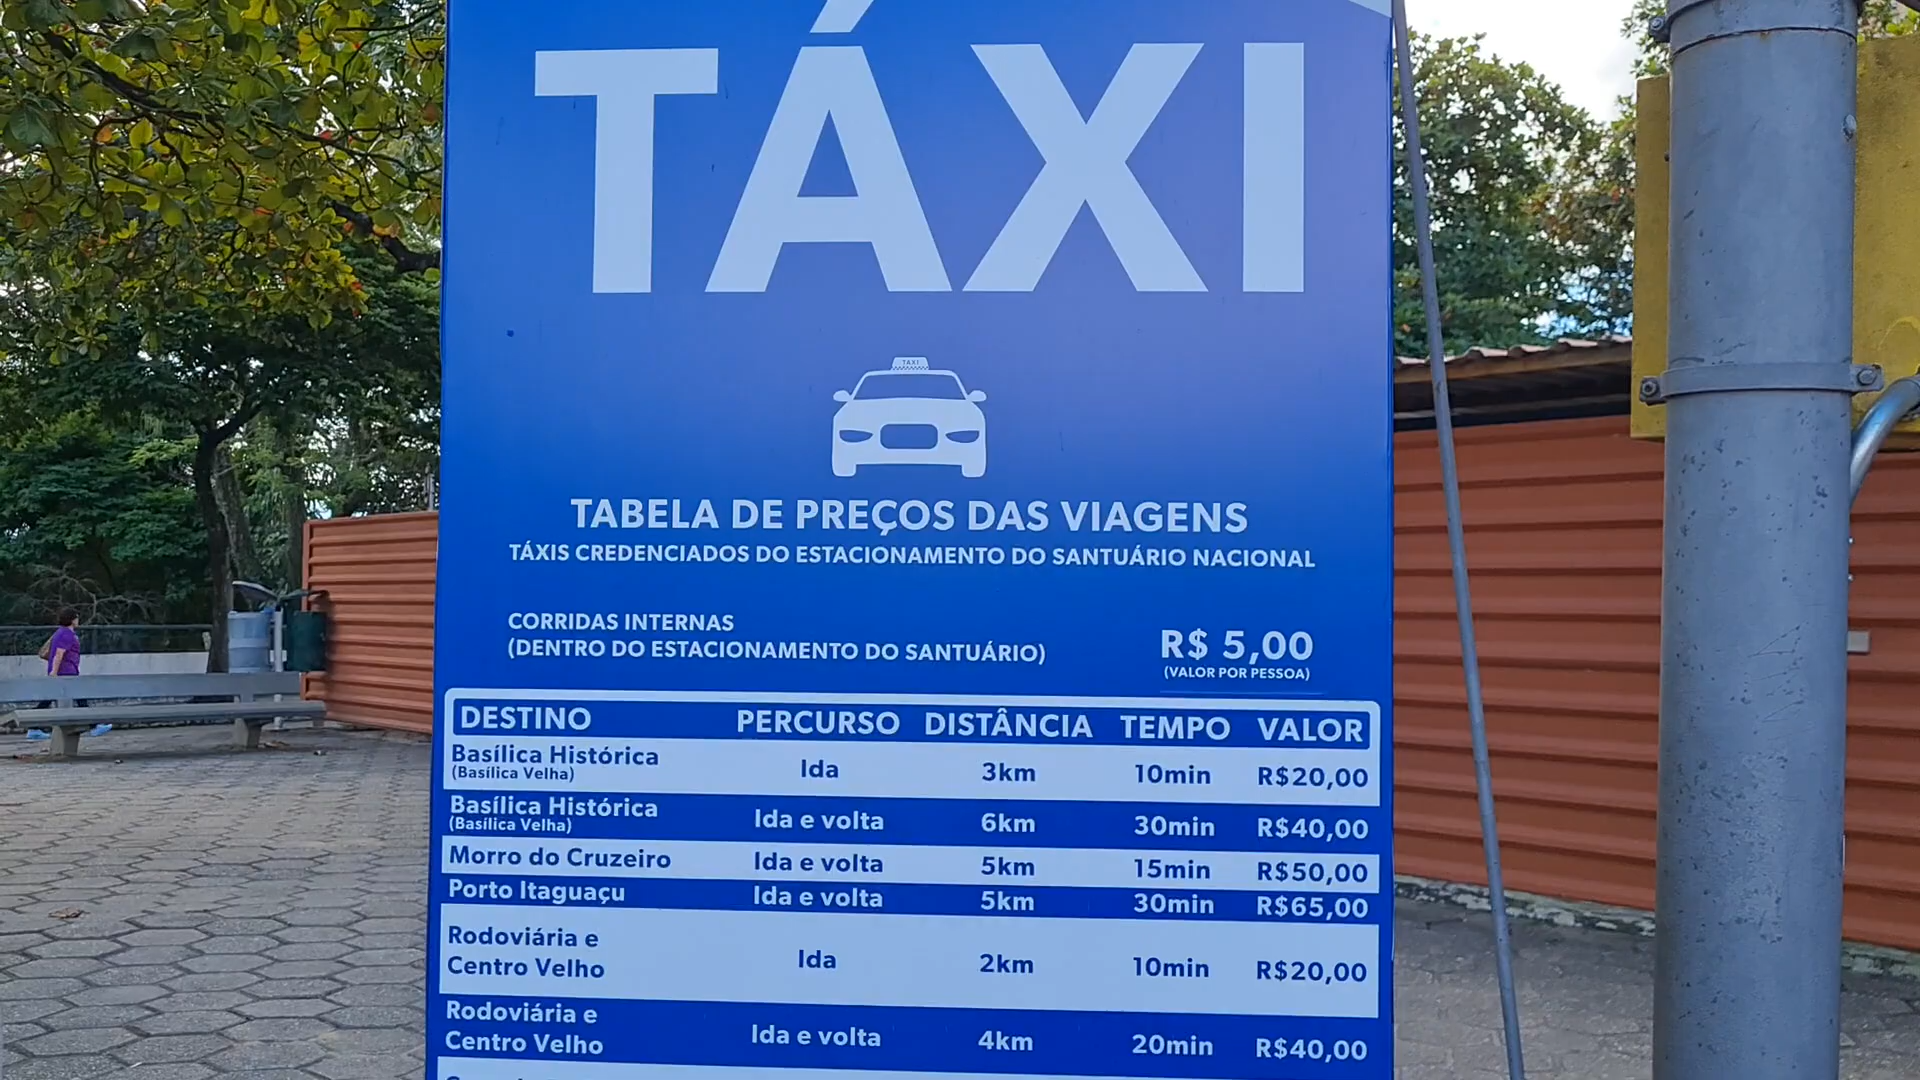 TÁXI
TAXI
TABELA DE PREÇOS DAS VIAGENS
TÁXIS CREDENCIADOS DO ESTACIONAMENTO DO SANTUÁRIO NACIONAL
CORRIDAS INTERNAS
(DENTRO DO ESTACIONAMENTO DO SANTUÁRIO)
R$ 5,00
(VALOR POR PESSOA)
DESTINO PERCURSO DISTÂNCIA TEMPO VALOR
Basílica Histórica
(Basílica Velha)
Ida 3km 10min R$20,00
Basílica Histórica
(Basílica Velha)
Ida e volta 6km 30min R$40,00
Morro do Cruzeiro Ida e volta 5km 15min R$50,00
Porto Itaguaçu Ida e volta 5km 30min R$65,00
Rodoviária e
Centro Velho
Ida 2km 10min R$20,00
Rodoviária e
Centro Velho
Ida e volta 4km 20min R$40,00